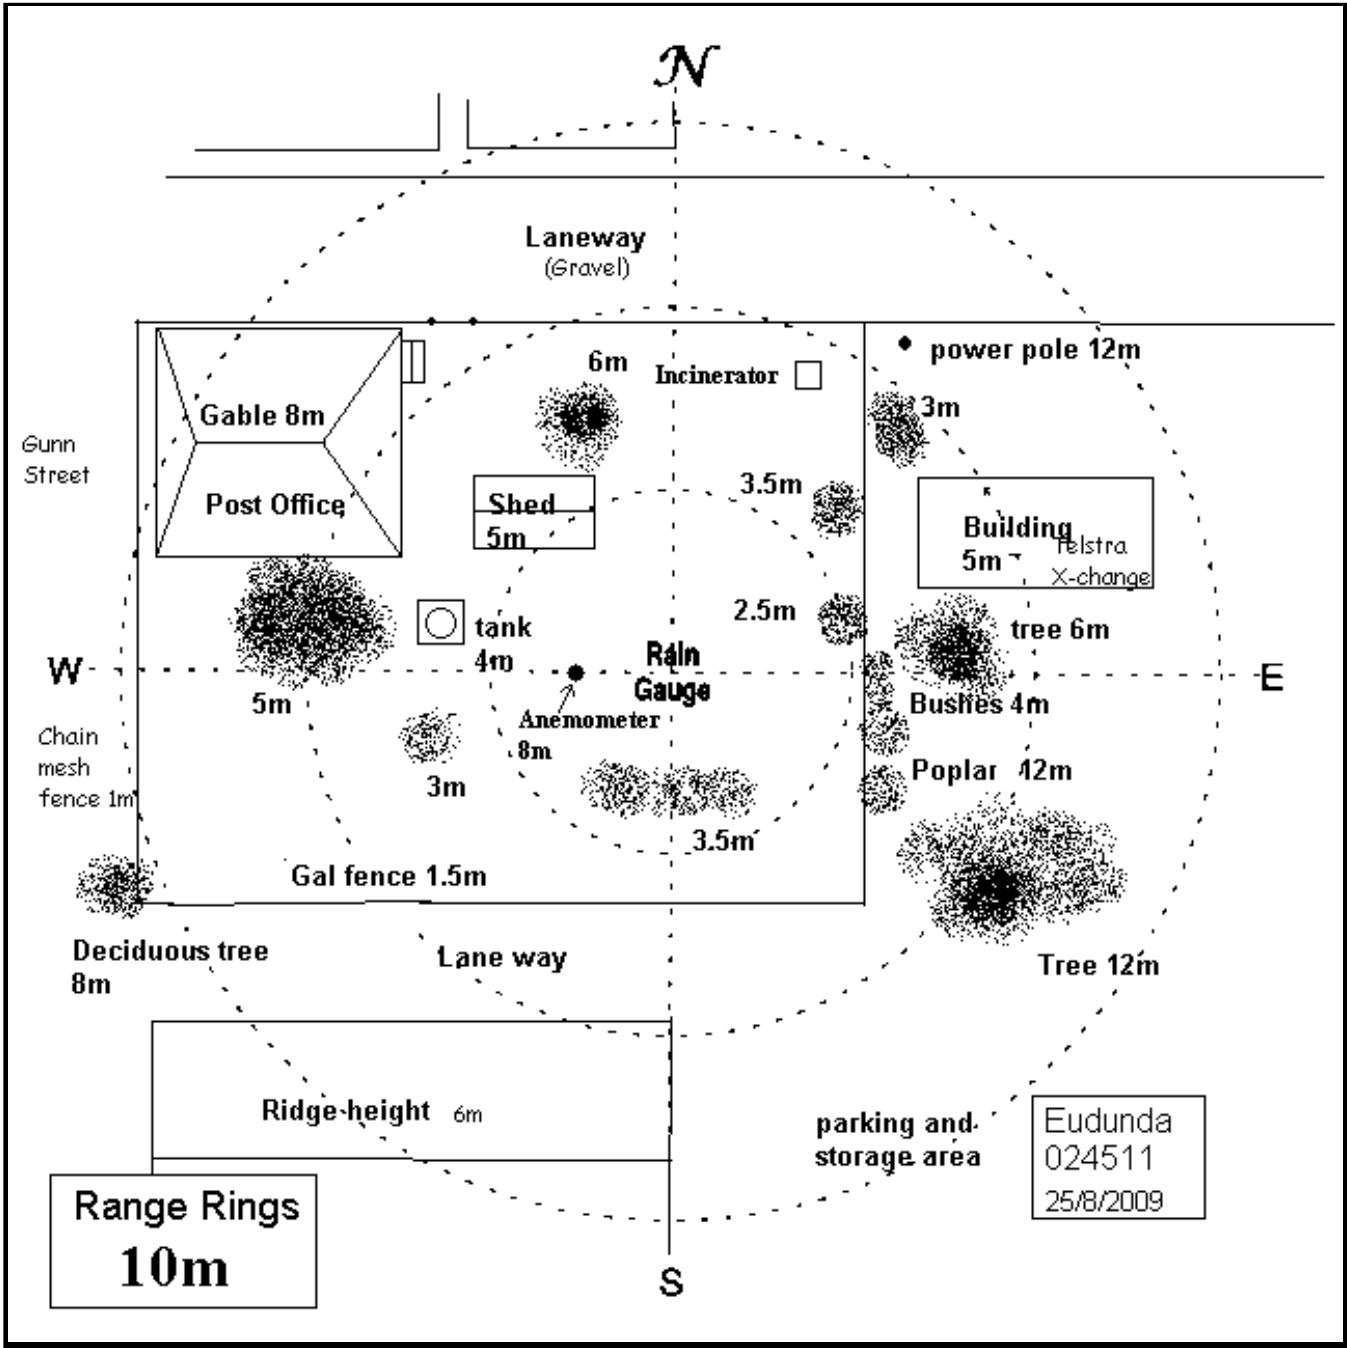 N
Laneway
(Gravel)
power pole 12m
6m
Incinerator
3m
Gable 8m
Gunn
Street
3.5m
Post Office
Shed
5m
Building
5m
Telstra
X-change
2.5m
tank
4m
tree 6m
Rain
Gauge
W
E
5m
Bushes 4m
Anemometer
8m
Chain
mesh
fence 1m
Poplar 12m
3m
3.5m
Gal fence 1.5m
Deciduous tree
8m
Lane way
Tree 12m
Ridge height 6m
parking and
storage area
Eudunda
024511
25/8/2009
Range Rings
10m
S